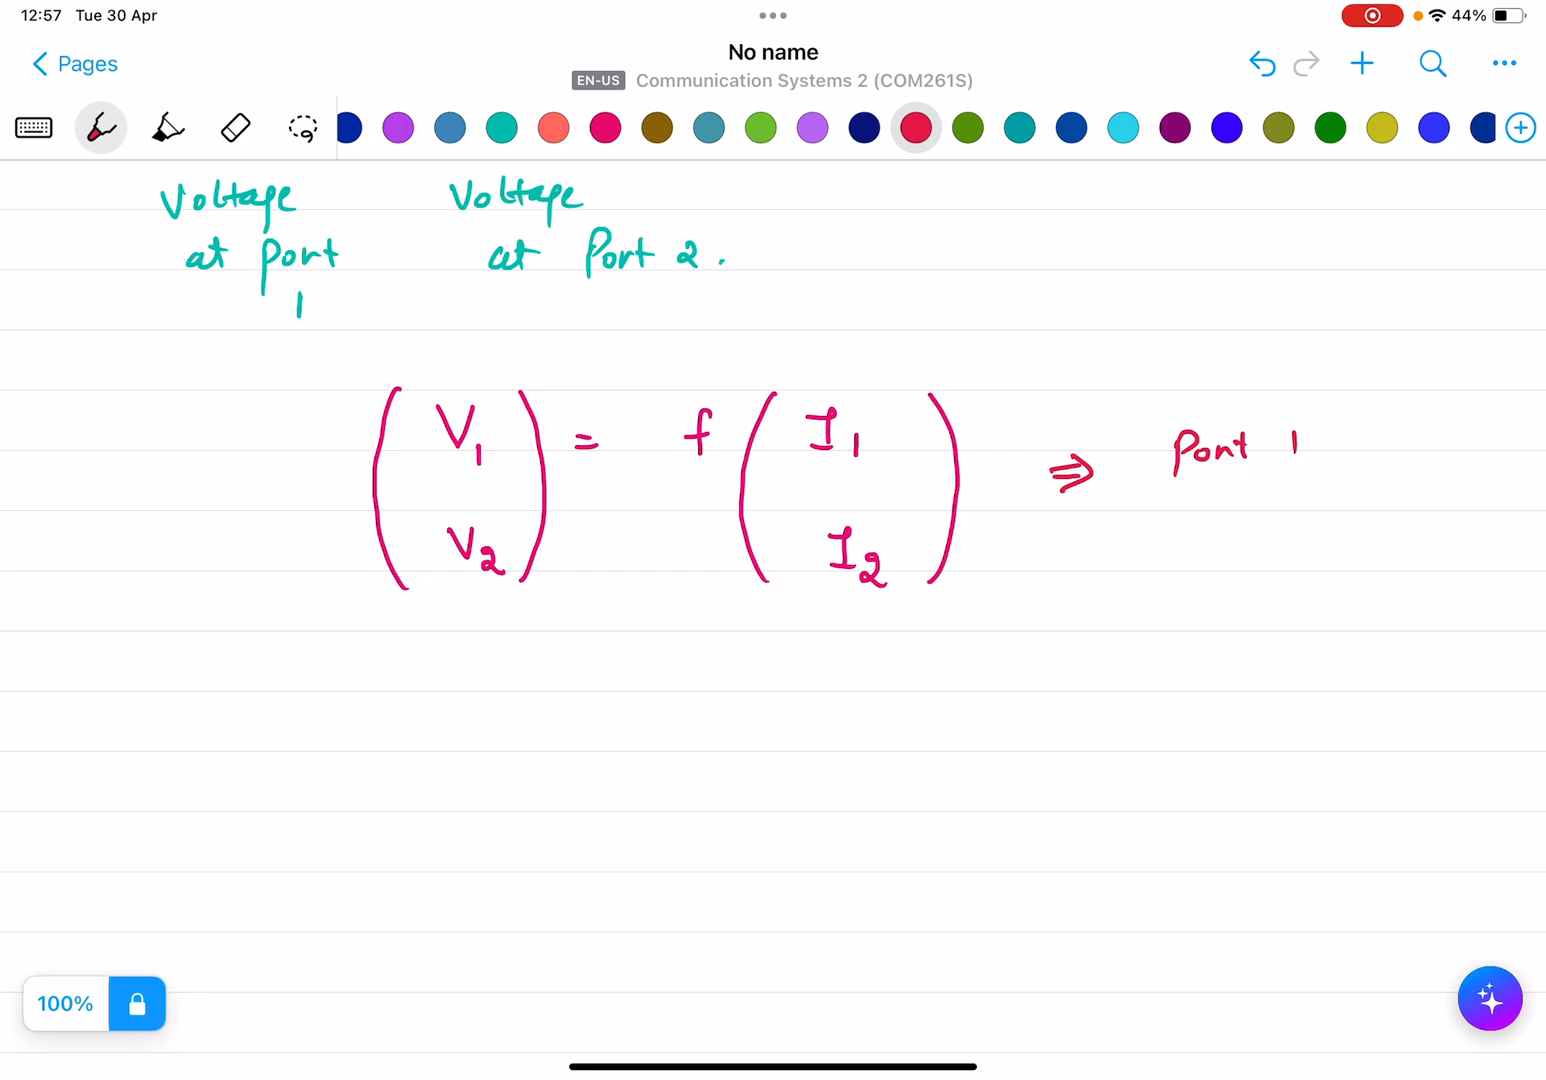 12:57 Tue 30 Apr
44%
Pages
No name
EN-US Communication Systems 2 (COM261S)
Voltage Voltage
at port at Port 2.
1
V1 = f I1 ⇒ Port 1
V2 I2
100%